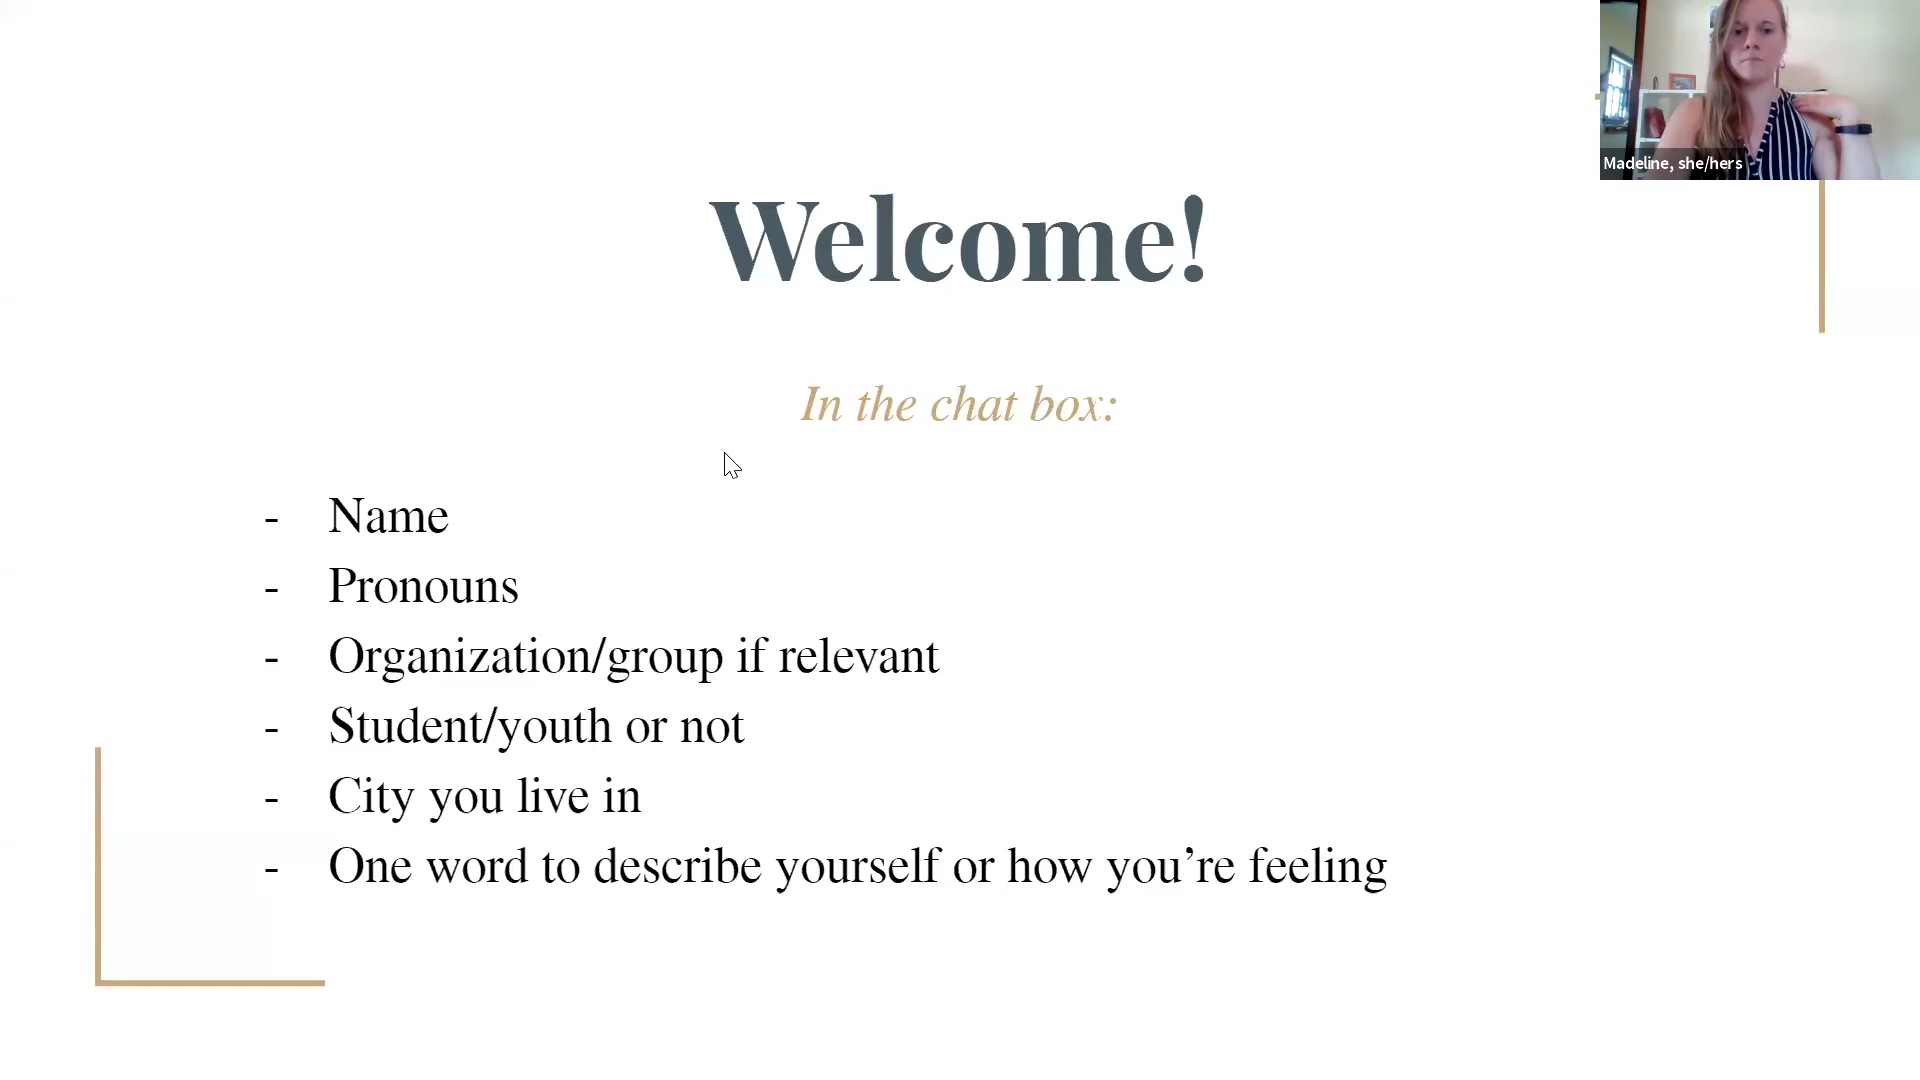 Madeline, she/hers
Welcome!
In the chat box:
- Name
- Pronouns
- Organization/group if relevant
- Student/youth or not
- City you live in
- One word to describe yourself or how you’re feeling